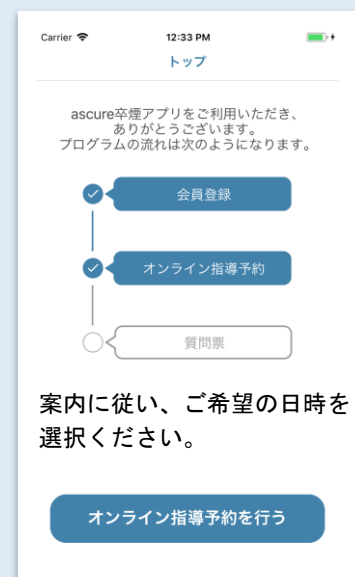 Carrier 12:33 PM
トップ
ascure卒煙アプリをご利用いただき、
ありがとうございます。
プログラムの流れは次のようになります。
会員登録
オンライン指導予約
質問票
案内に従い、ご希望の日時を
選択ください。
オンライン指導予約を行う